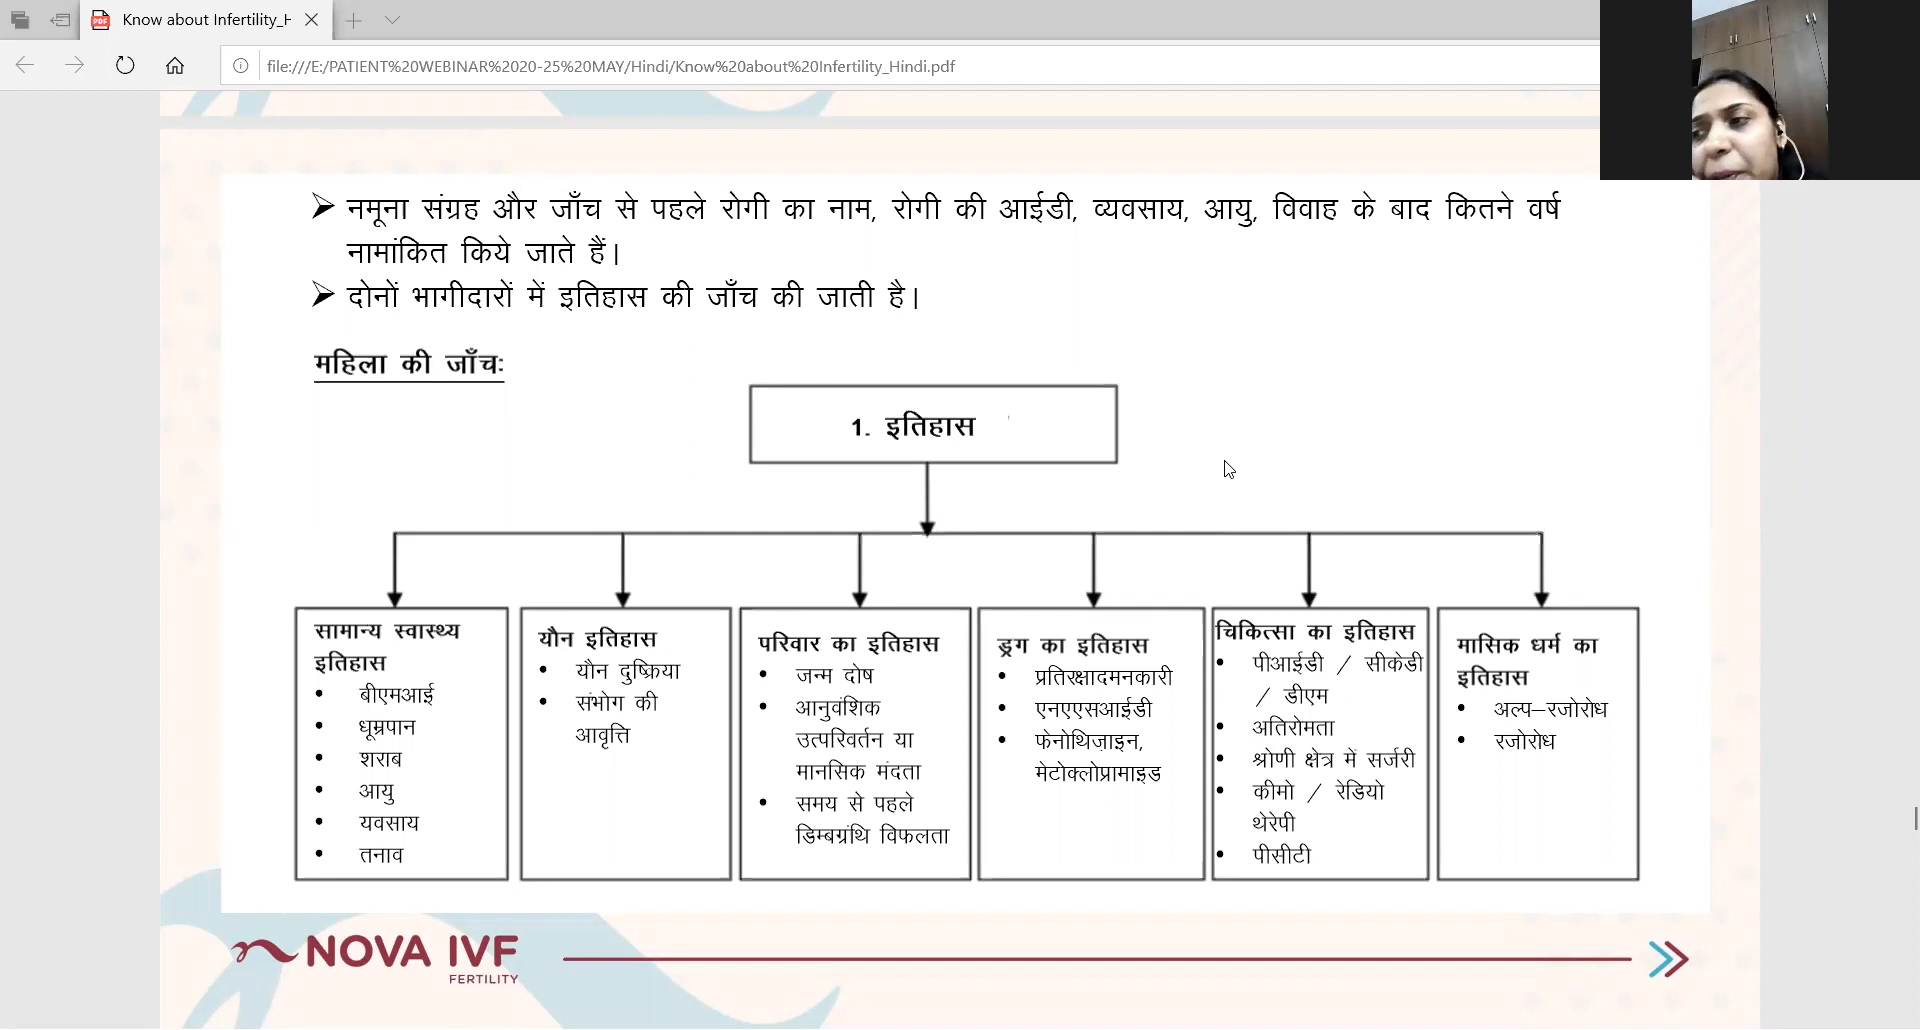 Know about Infertility_H
file:///E:/PATIENT%20WEBINAR%2020-25%20MAY/Hindi/Know%20about%20Infertility_Hindi.pdf
नमूना संग्रह और जाँच से पहले रोगी का नाम, रोगी की आईडी, व्यवसाय, आयु, विवाह के बाद कितने वर्ष
नामांकित किये जाते हैं।
दोनों भागीदारों में इतिहास की जाँच की जाती है।
महिला की जाँचः
1. इतिहास
सामान्य स्वास्थ्य
इतिहास
• बीएमआई
• धूम्रपान
• शराब
• आयु
• यवसाय
• तनाव
यौन इतिहास
• यौन दुष्क्रिया
• संभोग की
आवृत्ति
परिवार का इतिहास
• जन्म दोष
• आनुवंशिक
उत्परिवर्तन या
मानसिक मंदता
• समय से पहले
डिम्बग्रंथि विफलता
ड्रग का इतिहास
• प्रतिरक्षादमनकारी
• एनएएसआईडी
• फेनोथिज़ाइन,
मेटोक्लोप्रामाइड
चिकित्सा का इतिहास
• पीआईडी / सीकेडी
/ डीएम
• अतिरोमता
• श्रोणी क्षेत्र में सर्जरी
• कीमो / रेडियो
थेरेपी
• पीसीटी
मासिक धर्म का
इतिहास
• अल्प–रजोरोध
• रजोरोध
NOVA IVF
FERTILITY